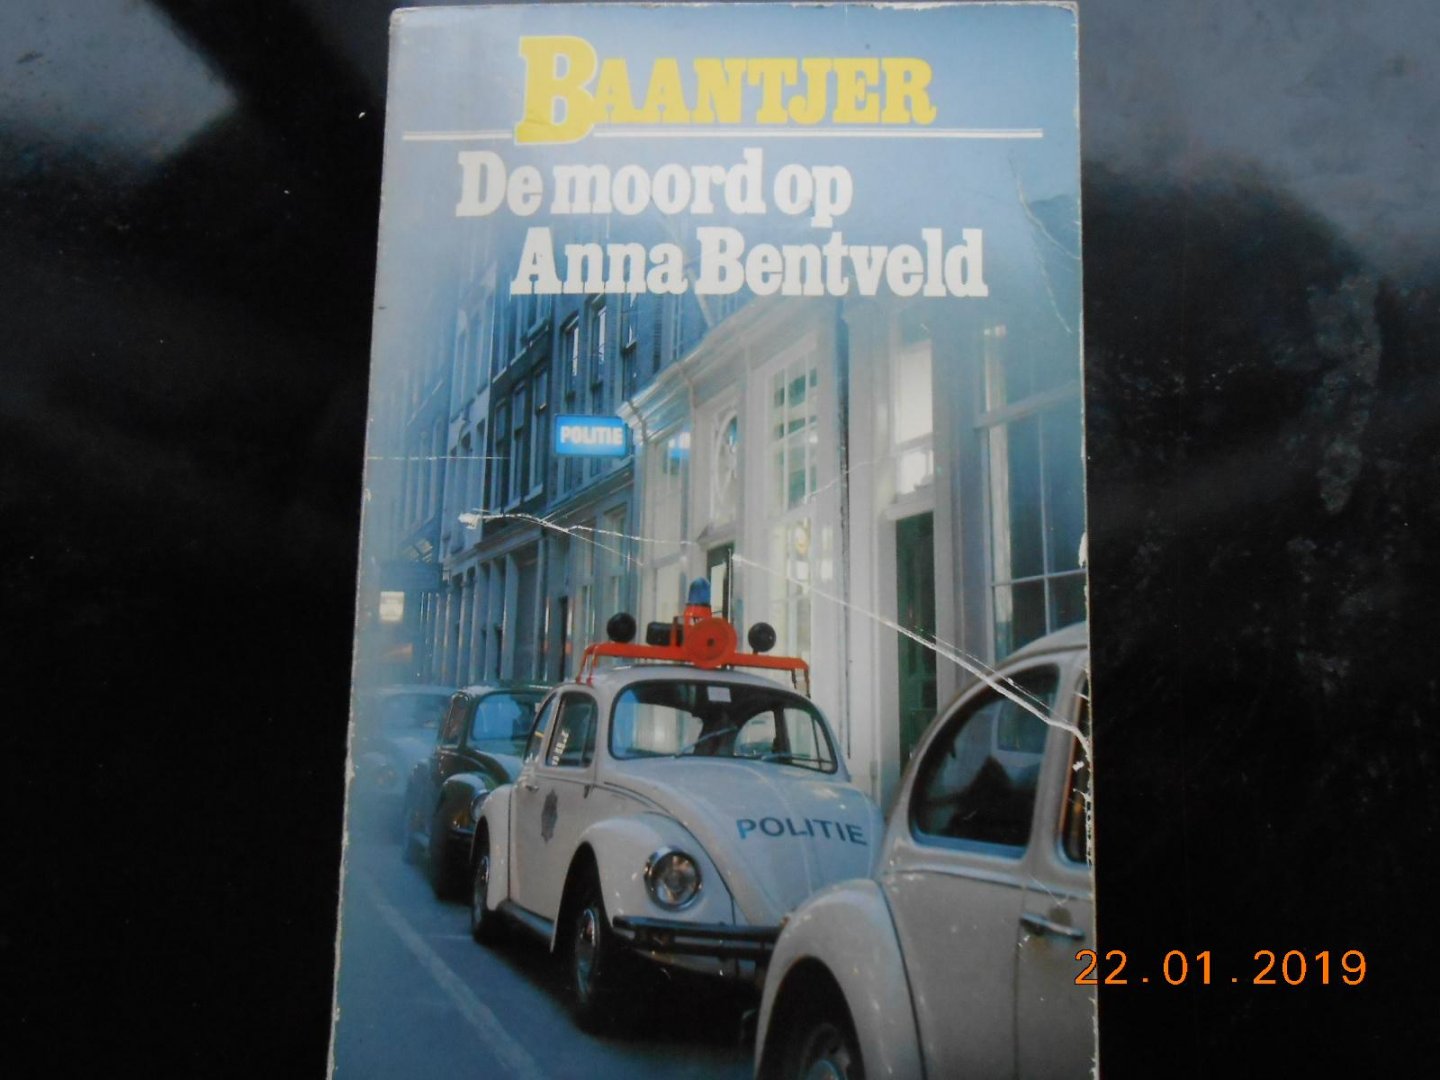 BAANTJER
De moord op
Anna Bentveld
POLITIE
POLITIE
22.01.2019